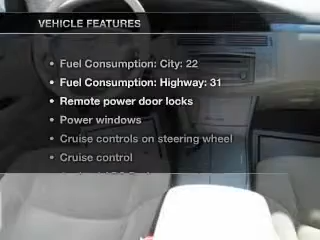 VEHICLE FEATURES
• Fuel Consumption: City: 22
• Fuel Consumption: Highway: 31
• Remote power door locks
• Power windows
• Cruise controls on steering wheel
• Cruise control